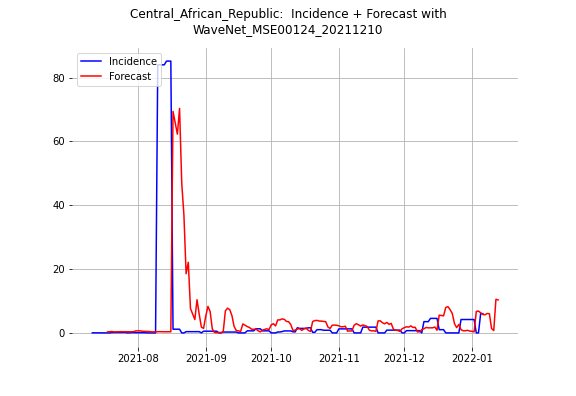 Central_African_Republic:  Incidence + Forecast with
WaveNet_MSE00124_20211210
Incidence
Forecast
80
60
40
20
0
2021-08 2021-09 2021-10 2021-11 2021-12 2022-01